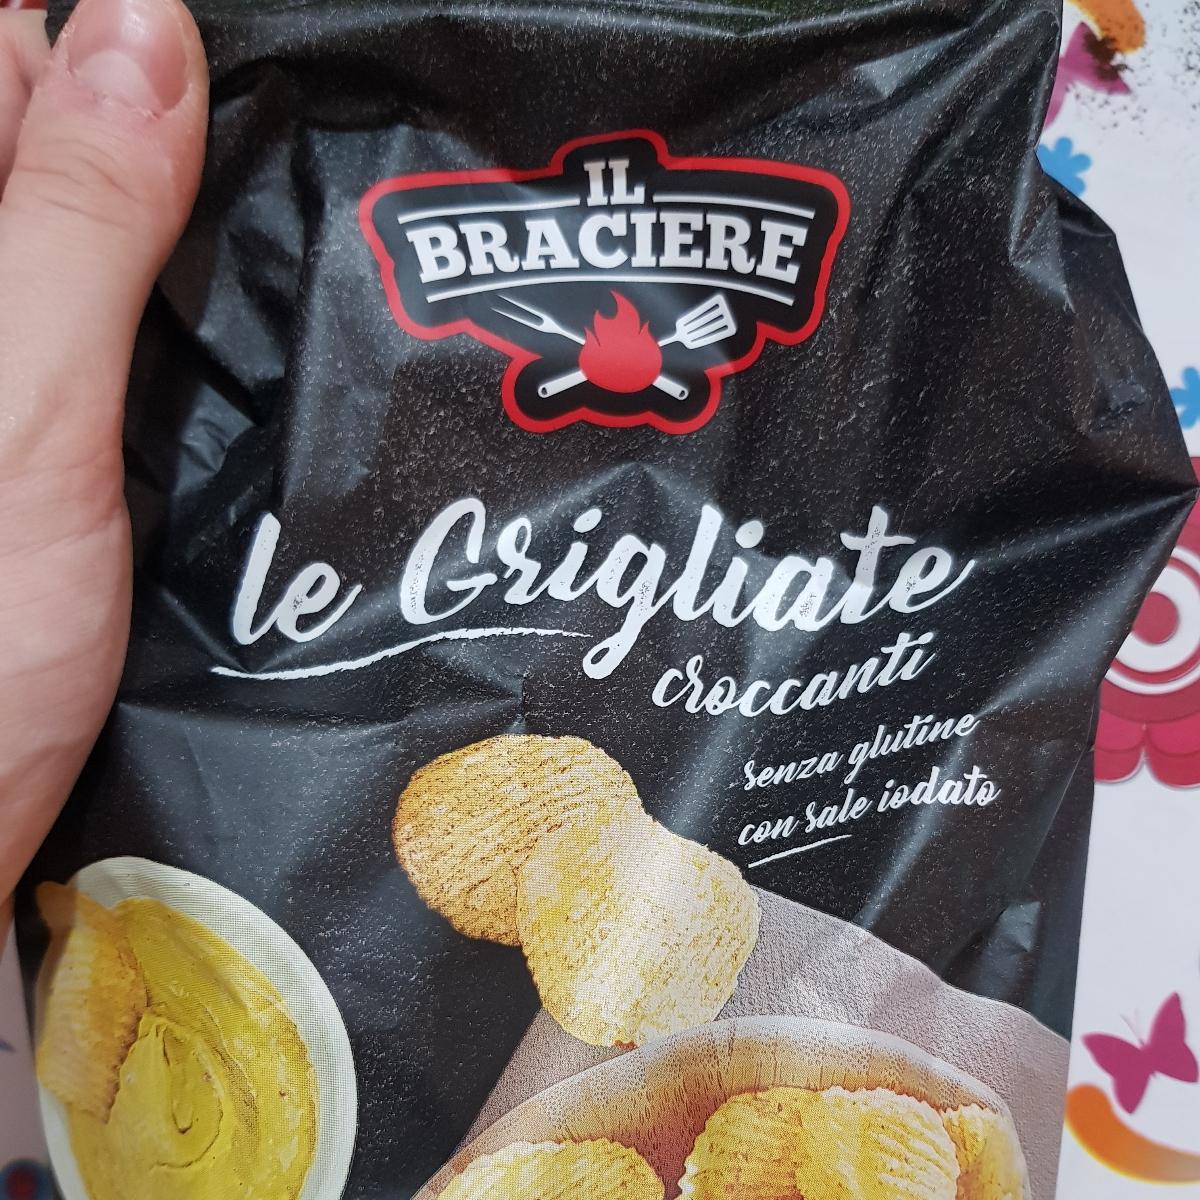 IL
BRACIERE
le Grigliate
croccanti
senza glutine
con sale iodato